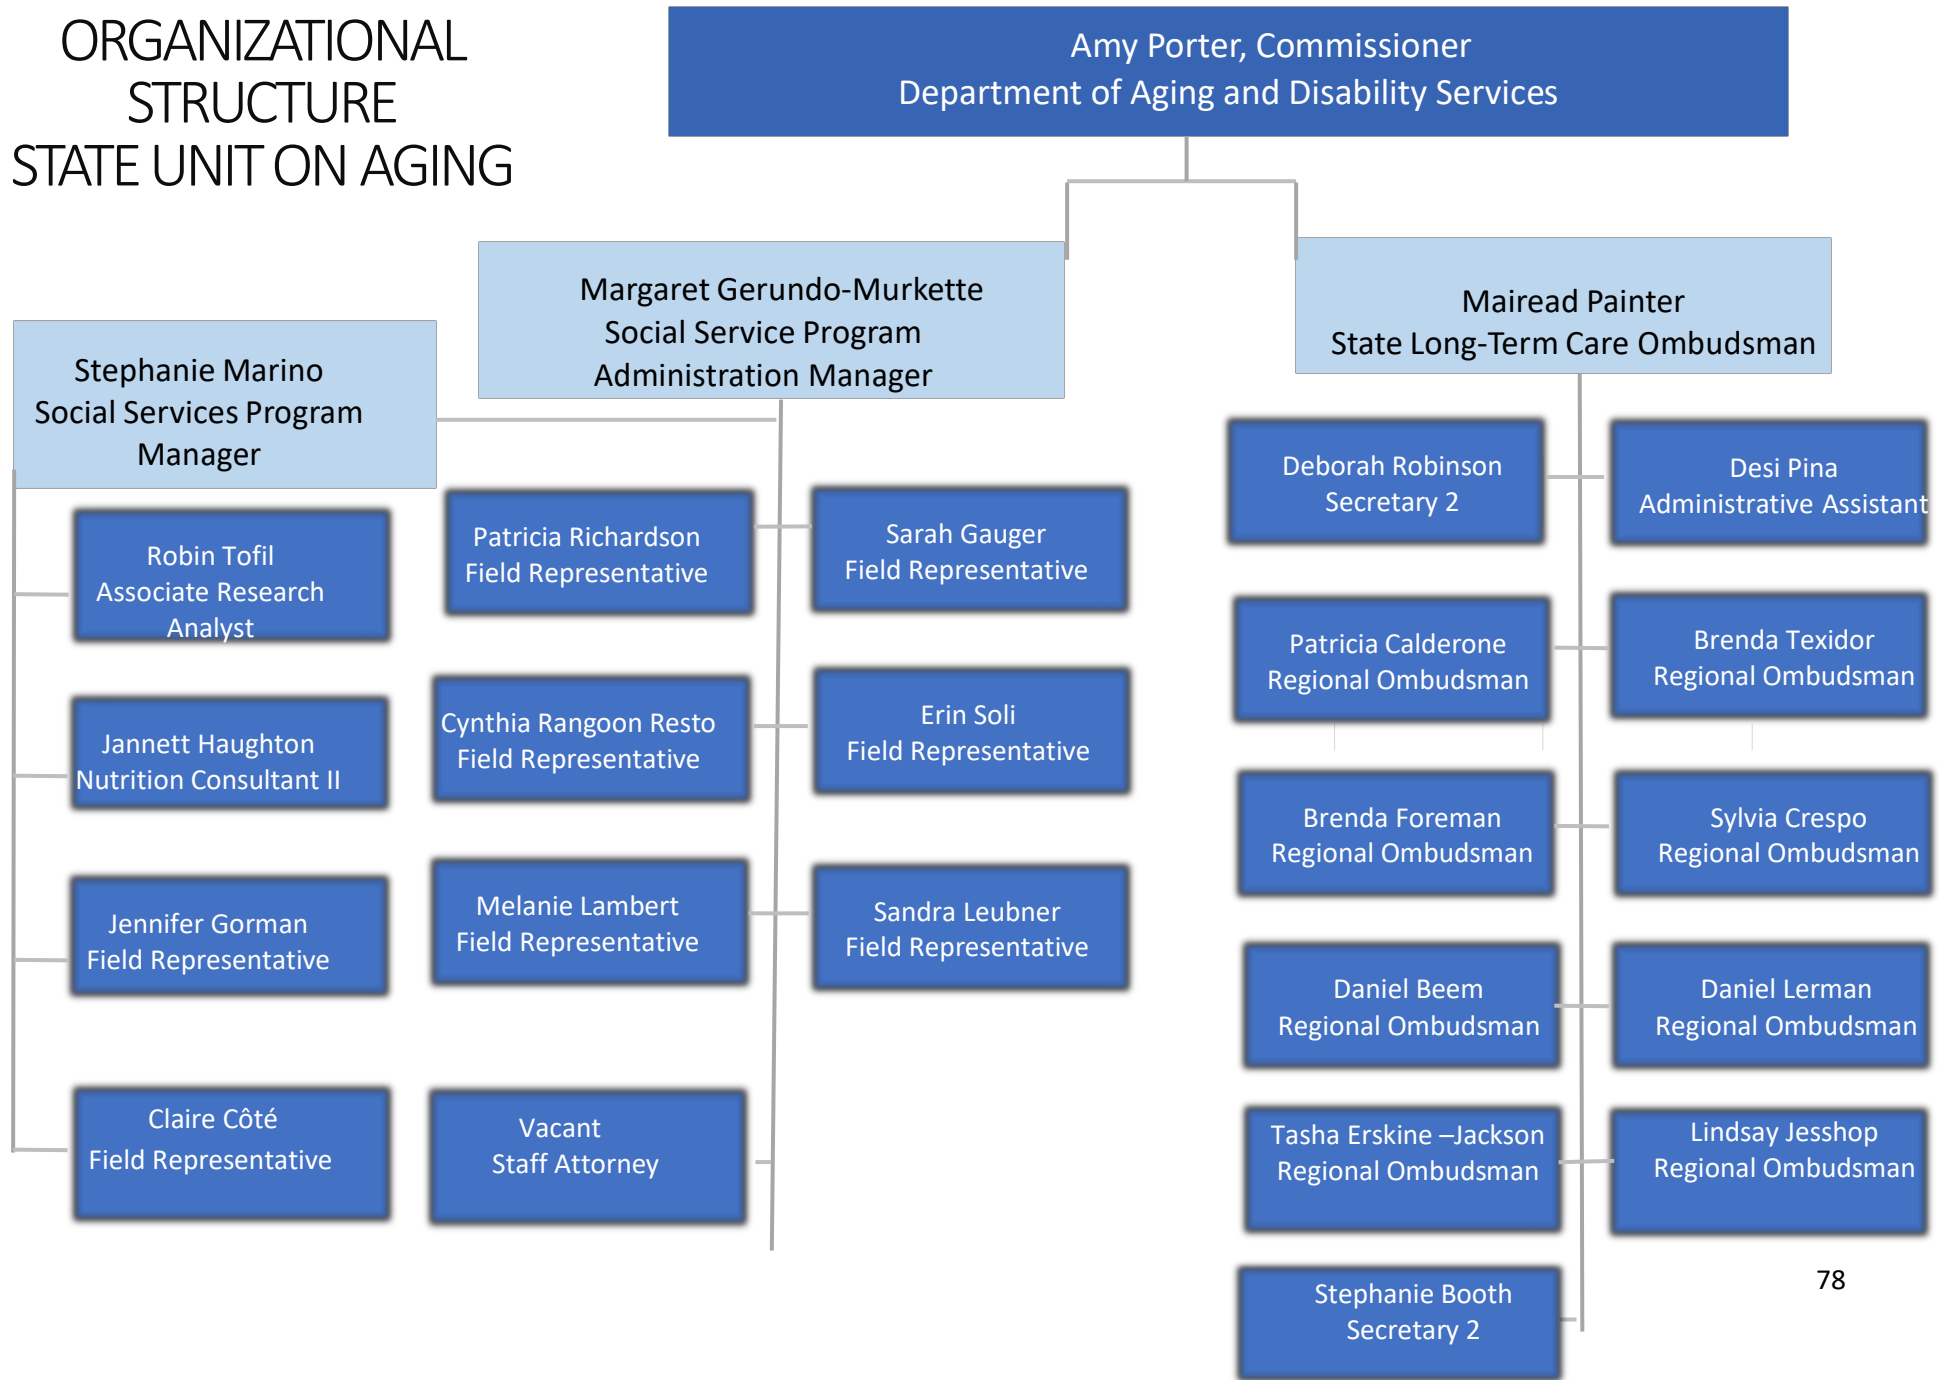 ORGANIZATIONAL
STRUCTURE
STATE UNIT ON AGING
Amy Porter, Commissioner
Department of Aging and Disability Services
Margaret Gerundo-Murkette
Social Service Program
Administration Manager
Mairead Painter
State Long-Term Care Ombudsman
Stephanie Marino
Social Services Program
Manager
Robin Tofil
Associate Research
Analyst
Jannett Haughton
Nutrition Consultant II
Jennifer Gorman
Field Representative
Claire Côté
Field Representative
Patricia Richardson
Field Representative
Sarah Gauger
Field Representative
Cynthia Rangoon Resto
Field Representative
Erin Soli
Field Representative
Melanie Lambert
Field Representative
Sandra Leubner
Field Representative
Vacant
Staff Attorney
Deborah Robinson
Secretary 2
Desi Pina
Administrative Assistant
Patricia Calderone
Regional Ombudsman
Brenda Texidor
Regional Ombudsman
Brenda Foreman
Regional Ombudsman
Sylvia Crespo
Regional Ombudsman
Daniel Beem
Regional Ombudsman
Daniel Lerman
Regional Ombudsman
Tasha Erskine –Jackson
Regional Ombudsman
Lindsay Jesshop
Regional Ombudsman
Stephanie Booth
Secretary 2
78